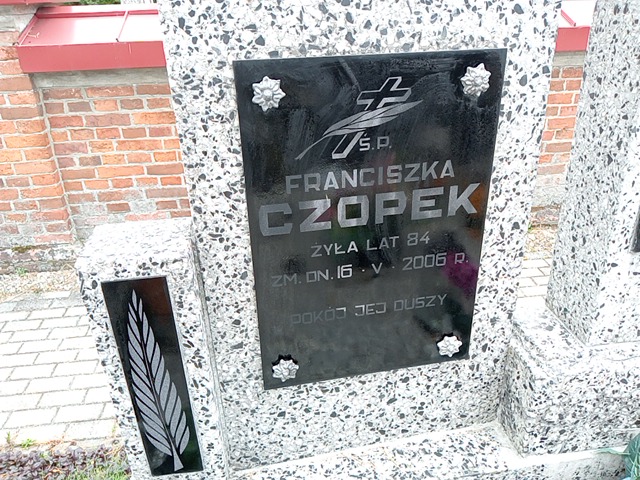 Ś.P.
FRANCISZKA
CZOPEK
ŻYŁA LAT 84
ZM. DN. 16 · V · 2006 R.
POKÓJ JEJ DUSZY